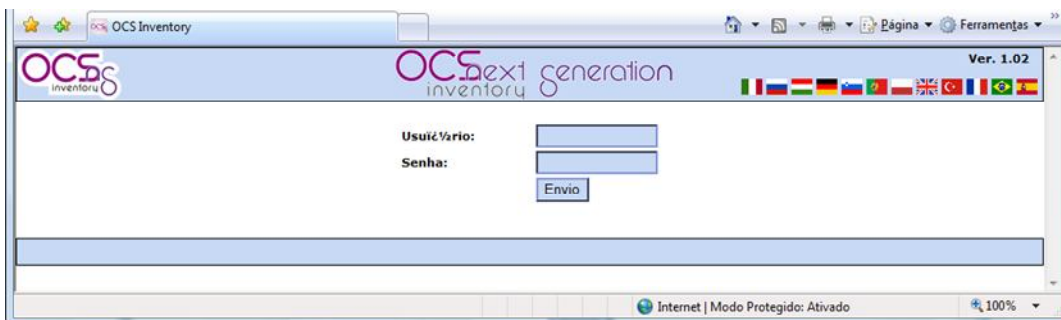 OCS Inventory
Página Ferramentas »
OCSng inventory
OCS inventory next generation
Ver. 1.02
Usuï¿½rio:
Senha:
Envio
Internet | Modo Protegido: Ativado
100%